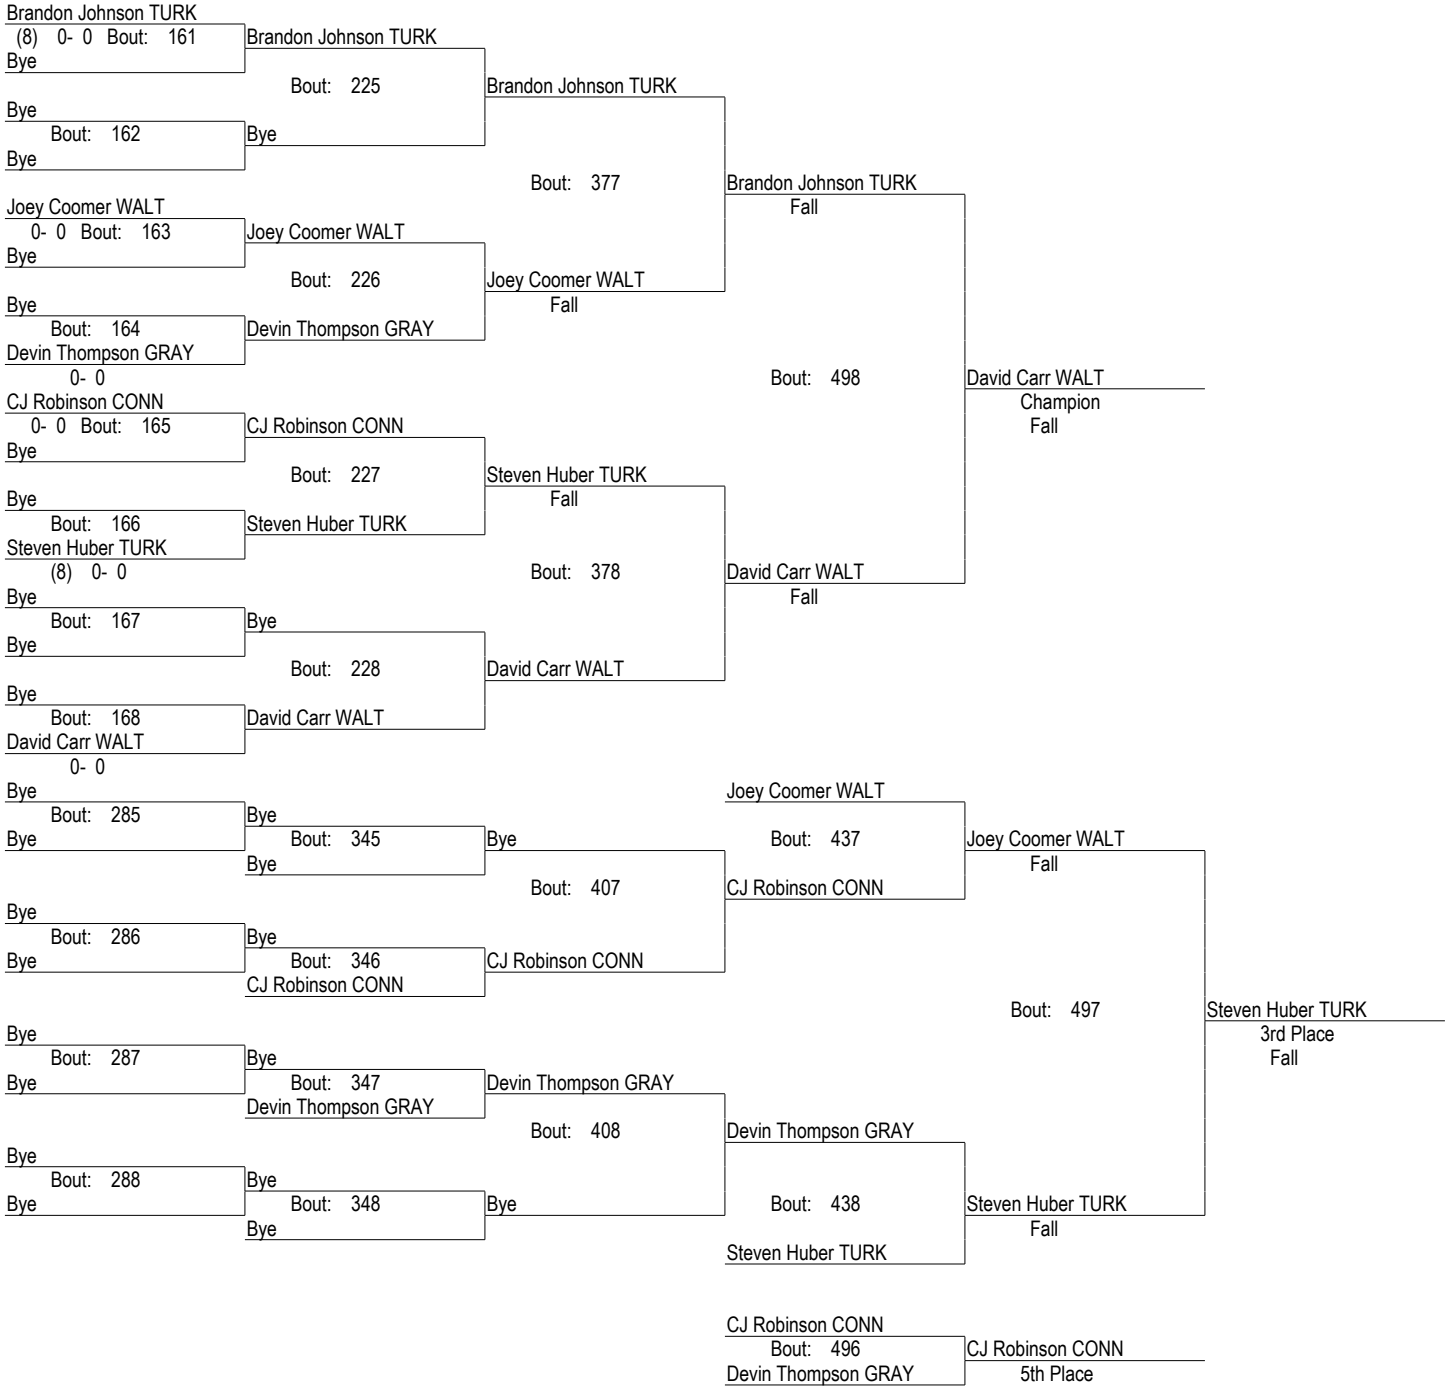 Brandon Johnson TURK
(8) 0- 0 Bout: 161 Brandon Johnson TURK
Bye
Bout: 225 Brandon Johnson TURK
Bye
Bout: 162 Bye
Bye
Bout: 377 Brandon Johnson TURK
Joey Coomer WALT Fall
0- 0 Bout: 163 Joey Coomer WALT
Bye
Bout: 226 Joey Coomer WALT
Bye Fall
Bout: 164 Devin Thompson GRAY
Devin Thompson GRAY
0- 0 Bout: 498 David Carr WALT
CJ Robinson CONN Champion
0- 0 Bout: 165 CJ Robinson CONN Fall
Bye
Bout: 227 Steven Huber TURK
Bye Fall
Bout: 166 Steven Huber TURK
Steven Huber TURK
(8) 0- 0 Bout: 378 David Carr WALT
Bye Fall
Bout: 167 Bye
Bye
Bout: 228 David Carr WALT
Bye
Bout: 168 David Carr WALT
David Carr WALT
0- 0
Bye Joey Coomer WALT
Bout: 285 Bye
Bye Bout: 345 Bye Bout: 437 Joey Coomer WALT
Bye Fall
Bout: 407 CJ Robinson CONN
Bye
Bout: 286 Bye
Bye Bout: 346 CJ Robinson CONN
CJ Robinson CONN
Bout: 497 Steven Huber TURK
Bye 3rd Place
Bout: 287 Bye Fall
Bye Bout: 347 Devin Thompson GRAY
Devin Thompson GRAY
Bout: 408 Devin Thompson GRAY
Bye
Bout: 288 Bye
Bye Bout: 348 Bye Bout: 438 Steven Huber TURK
Bye Fall
Steven Huber TURK
CJ Robinson CONN
Bout: 496 CJ Robinson CONN
Devin Thompson GRAY 5th Place